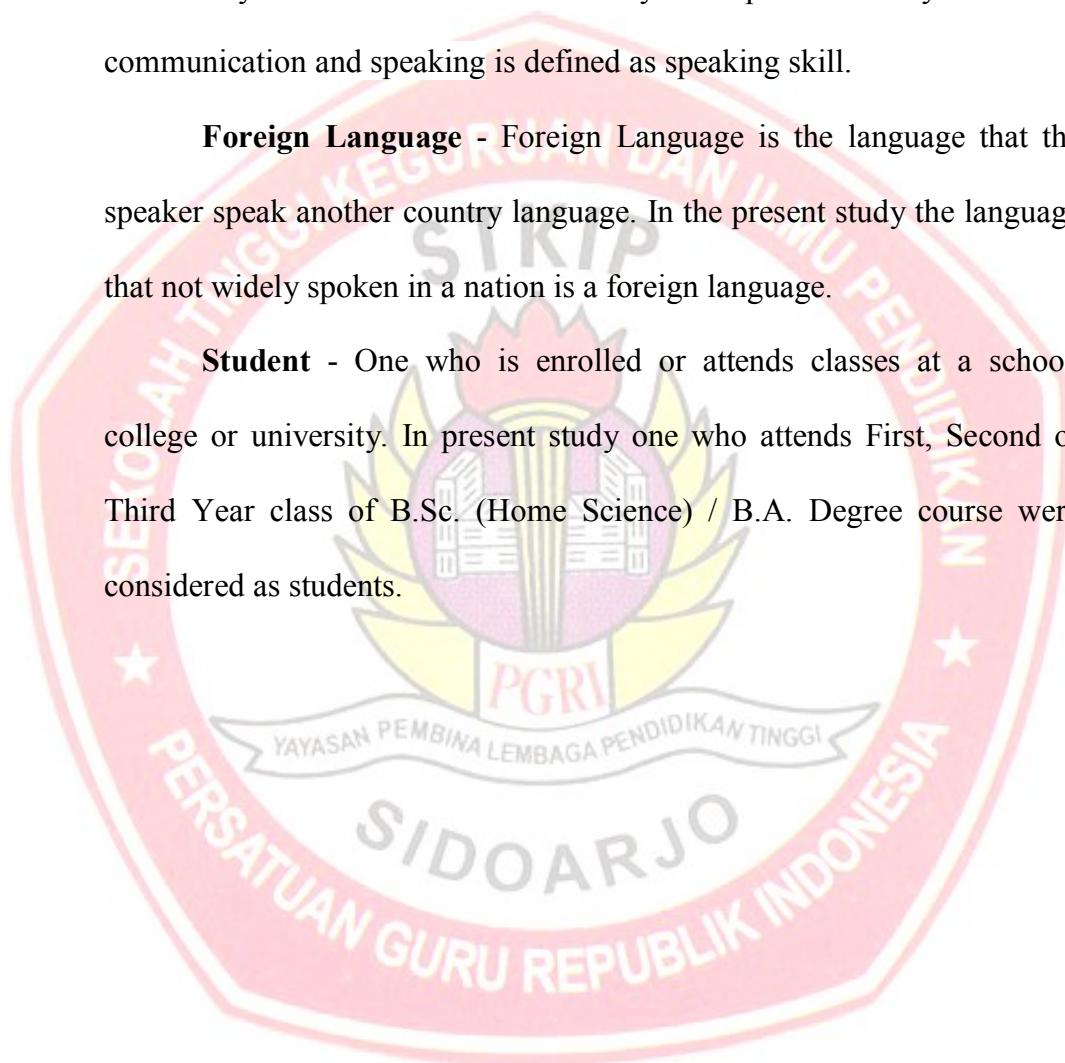 communication and speaking is defined as speaking skill.
Foreign Language - Foreign Language is the language that th
speaker speak another country language. In the present study the languag
that not widely spoken in a nation is a foreign language.
Student - One who is enrolled or attends classes at a schoo
college or university. In present study one who attends First, Second o
Third Year class of B.Sc. (Home Science) / B.A. Degree course wer
considered as students.
SEKOLAH TINGGI KEGURUAN DAN ILMU PENDIDIKAN
STKIP
PGRI
YAYASAN PEMBINA LEMBAGA PENDIDIKAN TINGGI
SIDOARJO
PERSATUAN GURU REPUBLIK INDONESIA